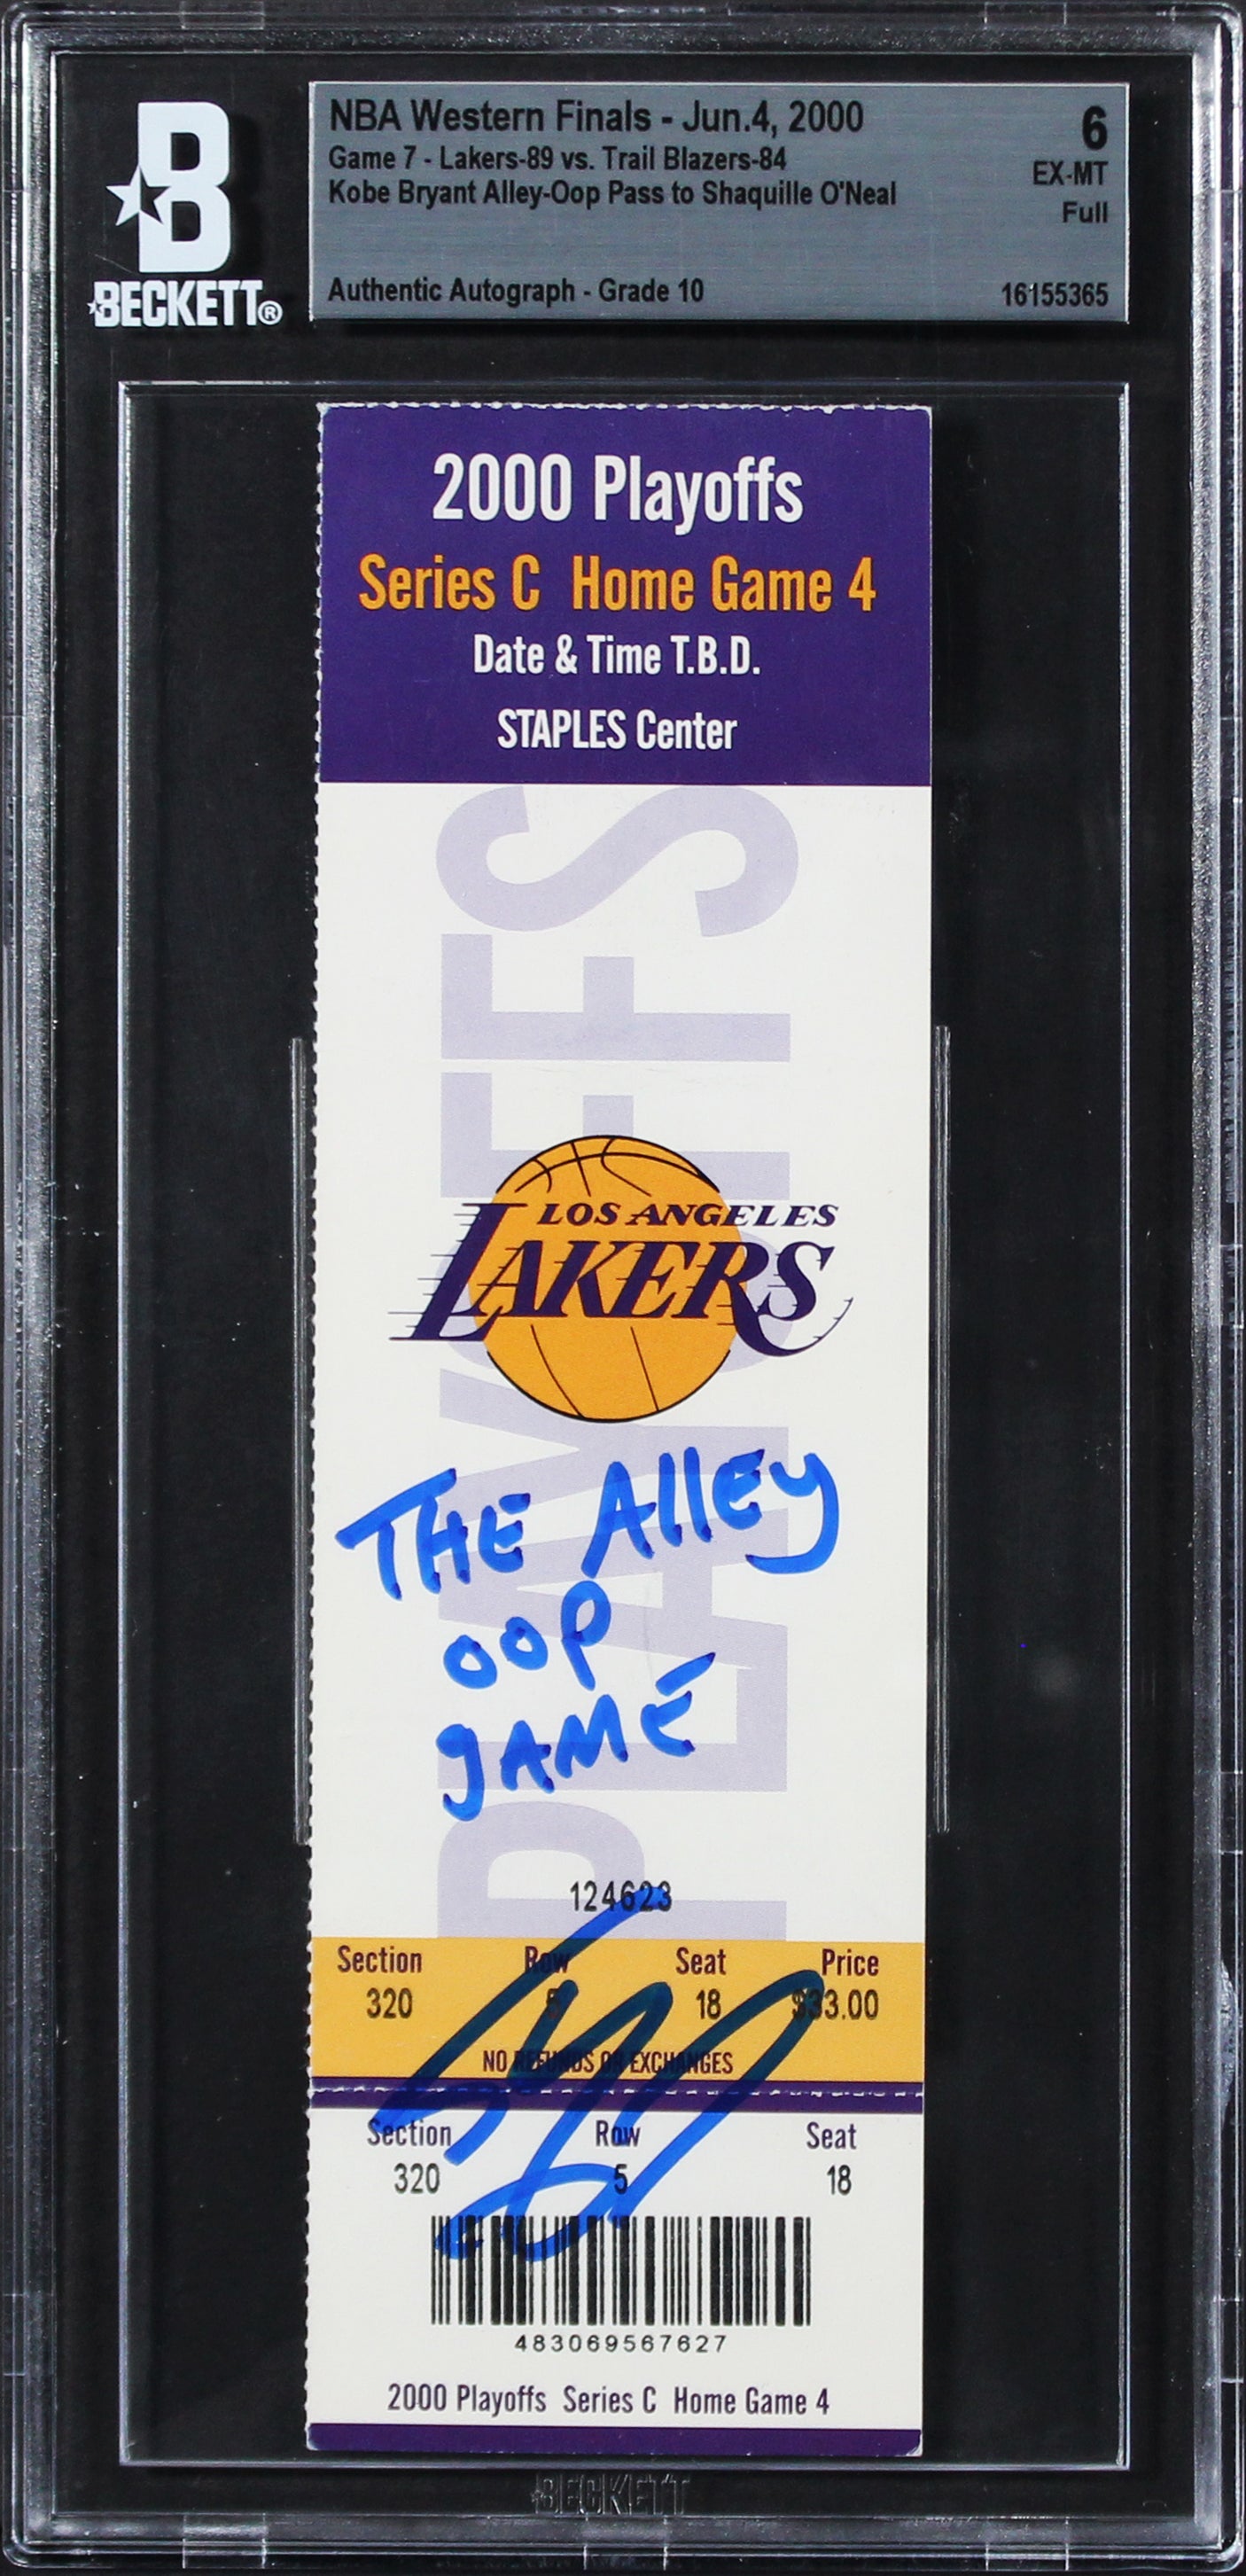 B
BECKETT®
NBA Western Finals - Jun.4, 2000
Game 7 - Lakers-89 vs. Trail Blazers-84
Kobe Bryant Alley-Oop Pass to Shaquille O'Neal
Authentic Autograph - Grade 10
6
EX-MT
Full
16155365
2000 Playoffs
Series C Home Game 4
Date & Time T.B.D.
STAPLES Center
PLAYOFFS
LOS ANGELES
LAKERS
THE Alley
OOP
GAME
124623
Section Row Seat Price
320 5 18 $33.00
NO REFUNDS OR EXCHANGES
Section Row Seat
320 5 18
483069567627
2000 Playoffs Series C Home Game 4
BECKETT